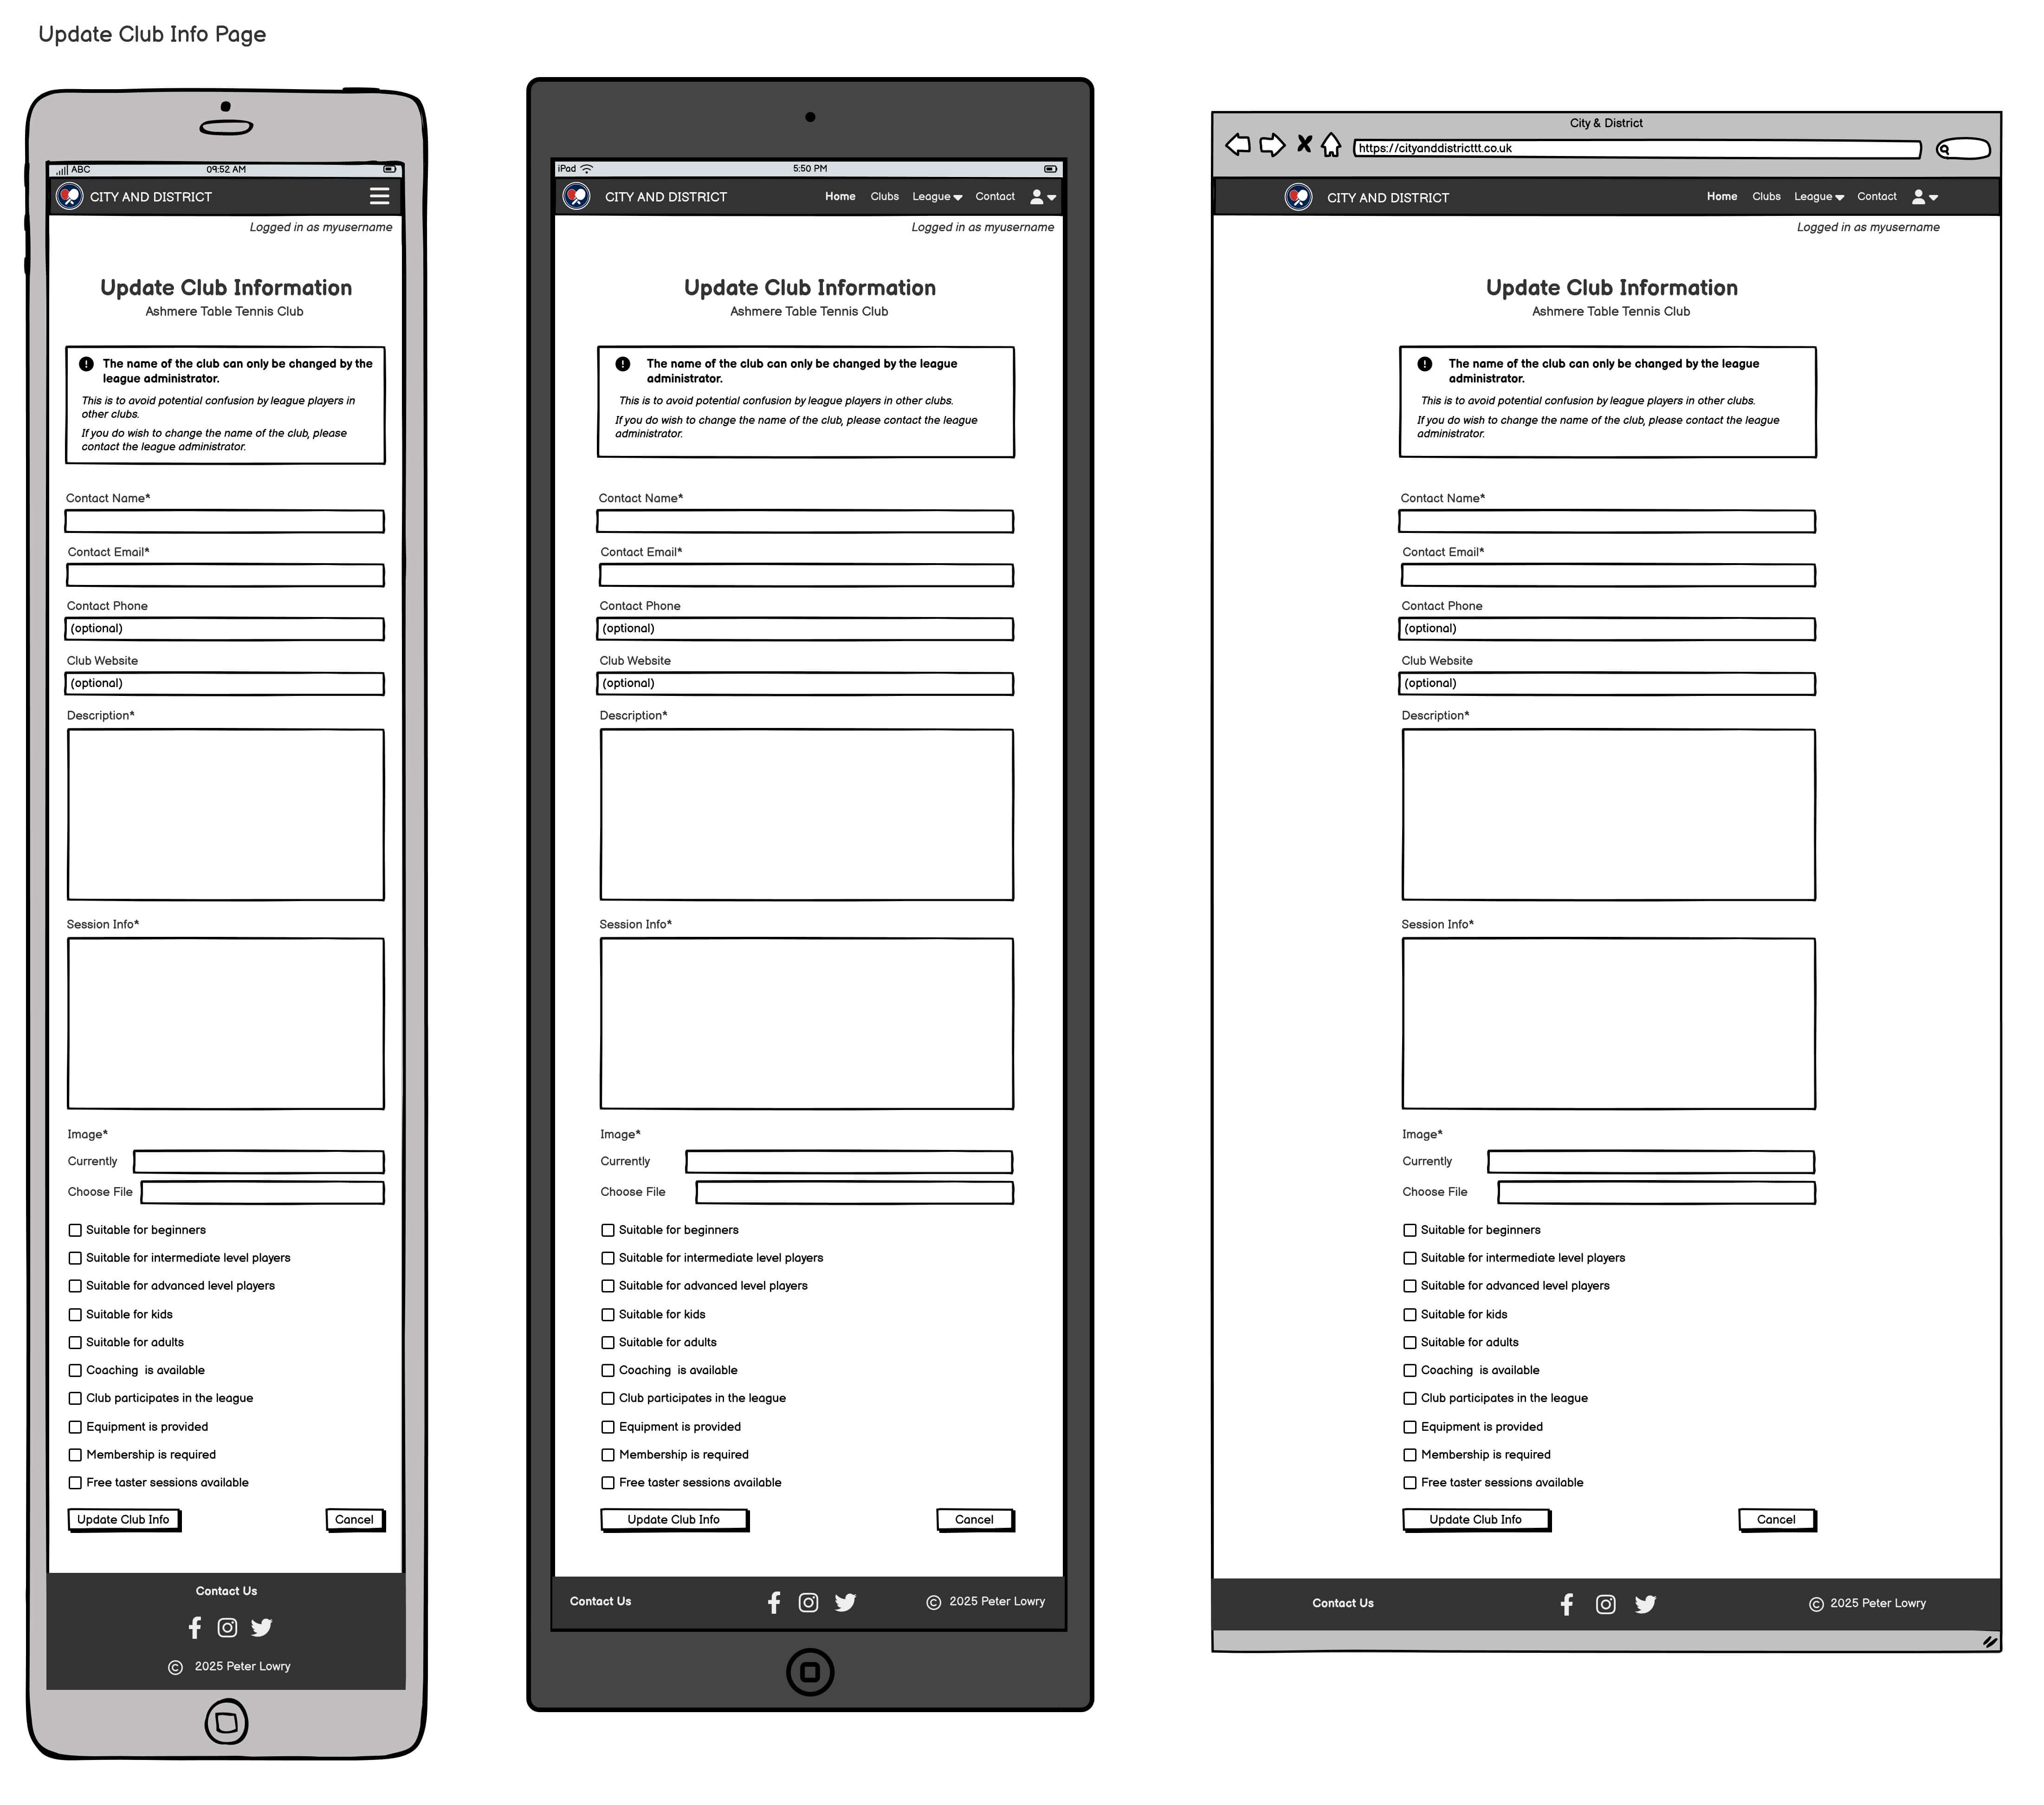 Update Club Info Page
ABC
09:52 AM
CITY AND DISTRICT
Logged in as myusername
Update Club Information
Ashmere Table Tennis Club
The name of the club can only be changed by the
league administrator.
This is to avoid potential confusion by league players in
other clubs.
If you do wish to change the name of the club, please
contact the league administrator.
Contact Name*
Contact Email*
Contact Phone
(optional)
Club Website
(optional)
Description*
Session Info*
Image*
Currently
Choose File
Suitable for beginners
Suitable for intermediate level players
Suitable for advanced level players
Suitable for kids
Suitable for adults
Coaching  is available
Club participates in the league
Equipment is provided
Membership is required
Free taster sessions available
Update Club Info
Cancel
Contact Us
© 2025 Peter Lowry
iPad
5:50 PM
CITY AND DISTRICT
Home
Clubs
League
Contact
Logged in as myusername
Update Club Information
Ashmere Table Tennis Club
The name of the club can only be changed by the league
administrator.
This is to avoid potential confusion by league players in other clubs.
If you do wish to change the name of the club, please contact the league
administrator.
Contact Name*
Contact Email*
Contact Phone
(optional)
Club Website
(optional)
Description*
Session Info*
Image*
Currently
Choose File
Suitable for beginners
Suitable for intermediate level players
Suitable for advanced level players
Suitable for kids
Suitable for adults
Coaching  is available
Club participates in the league
Equipment is provided
Membership is required
Free taster sessions available
Update Club Info
Cancel
Contact Us
© 2025 Peter Lowry
City & District
https://cityanddistricttt.co.uk
CITY AND DISTRICT
Home
Clubs
League
Contact
Logged in as myusername
Update Club Information
Ashmere Table Tennis Club
The name of the club can only be changed by the league
administrator.
This is to avoid potential confusion by league players in other clubs.
If you do wish to change the name of the club, please contact the league
administrator.
Contact Name*
Contact Email*
Contact Phone
(optional)
Club Website
(optional)
Description*
Session Info*
Image*
Currently
Choose File
Suitable for beginners
Suitable for intermediate level players
Suitable for advanced level players
Suitable for kids
Suitable for adults
Coaching  is available
Club participates in the league
Equipment is provided
Membership is required
Free taster sessions available
Update Club Info
Cancel
Contact Us
© 2025 Peter Lowry